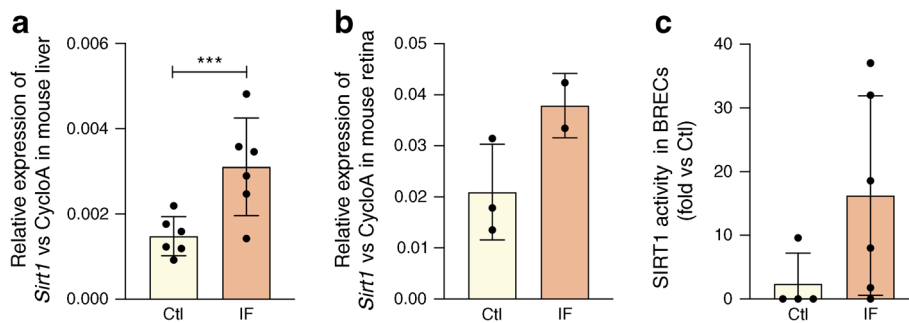 a
Relative expression of
Sirt1 vs CycloA in mouse liver
0.006
0.004
0.002
0.000
***
Ctl
IF
b
Relative expression of
Sirt1 vs CycloA in mouse retina
0.05
0.04
0.03
0.02
0.01
0.00
Ctl
IF
c
SIRT1 activity in BRECs
(fold vs Ctl)
40
30
20
10
0
Ctl
IF